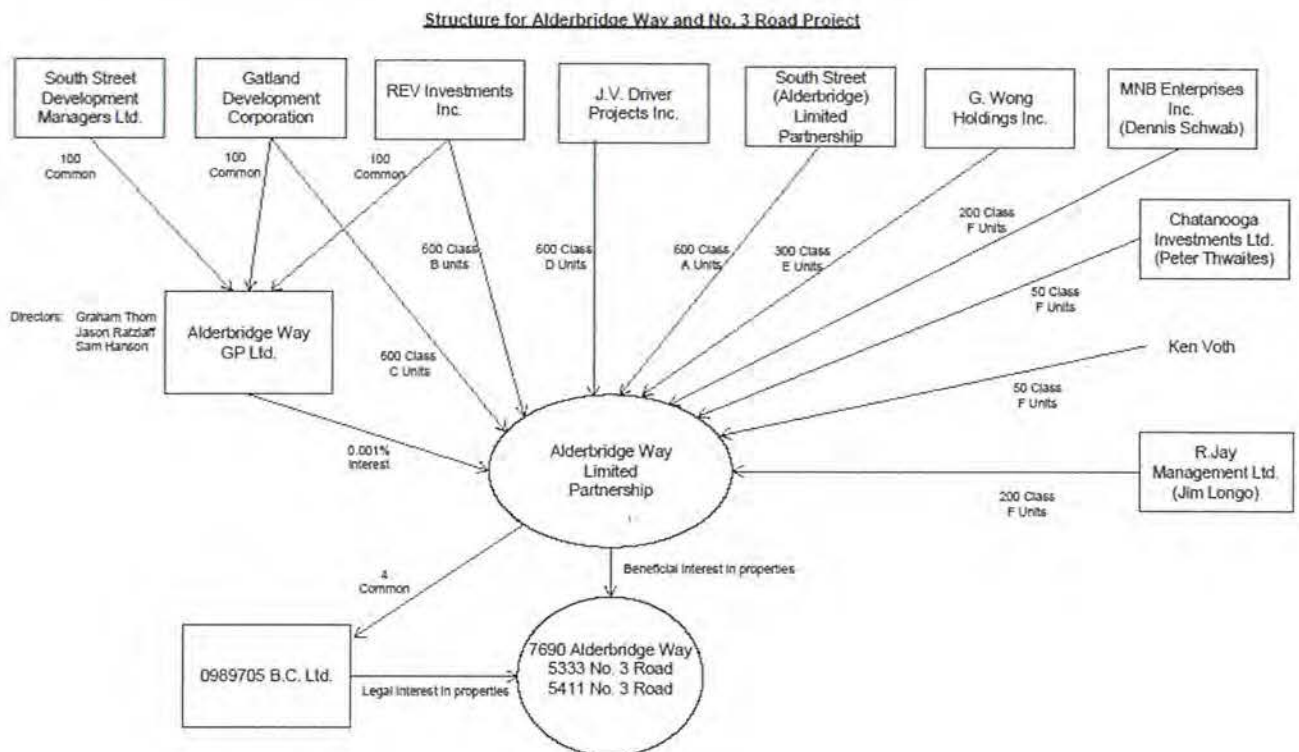 Structure for Alderbridge Way and No. 3 Road Project
South Street
Development
Managers Ltd.
Gatland
Development
Corporation
REV Investments
Inc.
J.V. Driver
Projects Inc.
South Street
(Alderbridge)
Limited
Partnership
G. Wong
Holdings Inc.
MNB Enterprises
Inc.
(Dennis Schwab)
100
Common
100
Common
100
Common
Chatanooga
Investments Ltd.
(Peter Thwaites)
600 Class
B units
600 Class
D Units
600 Class
A Units
300 Class
E Units
200 Class
F Units
50 Class
F Units
Directors: Graham Thom
Jason Ratzlaff
Sam Hanson
Alderbridge Way
GP Ltd.
600 Class
C Units
Ken Voth
50 Class
F Units
0.001%
Interest
Alderbridge Way
Limited
Partnership
R.Jay
Management Ltd.
(Jim Longo)
200 Class
F Units
4
Common
Beneficial interest in properties
0989705 B.C. Ltd.
Legal interest in properties
7690 Alderbridge Way
5333 No. 3 Road
5411 No. 3 Road